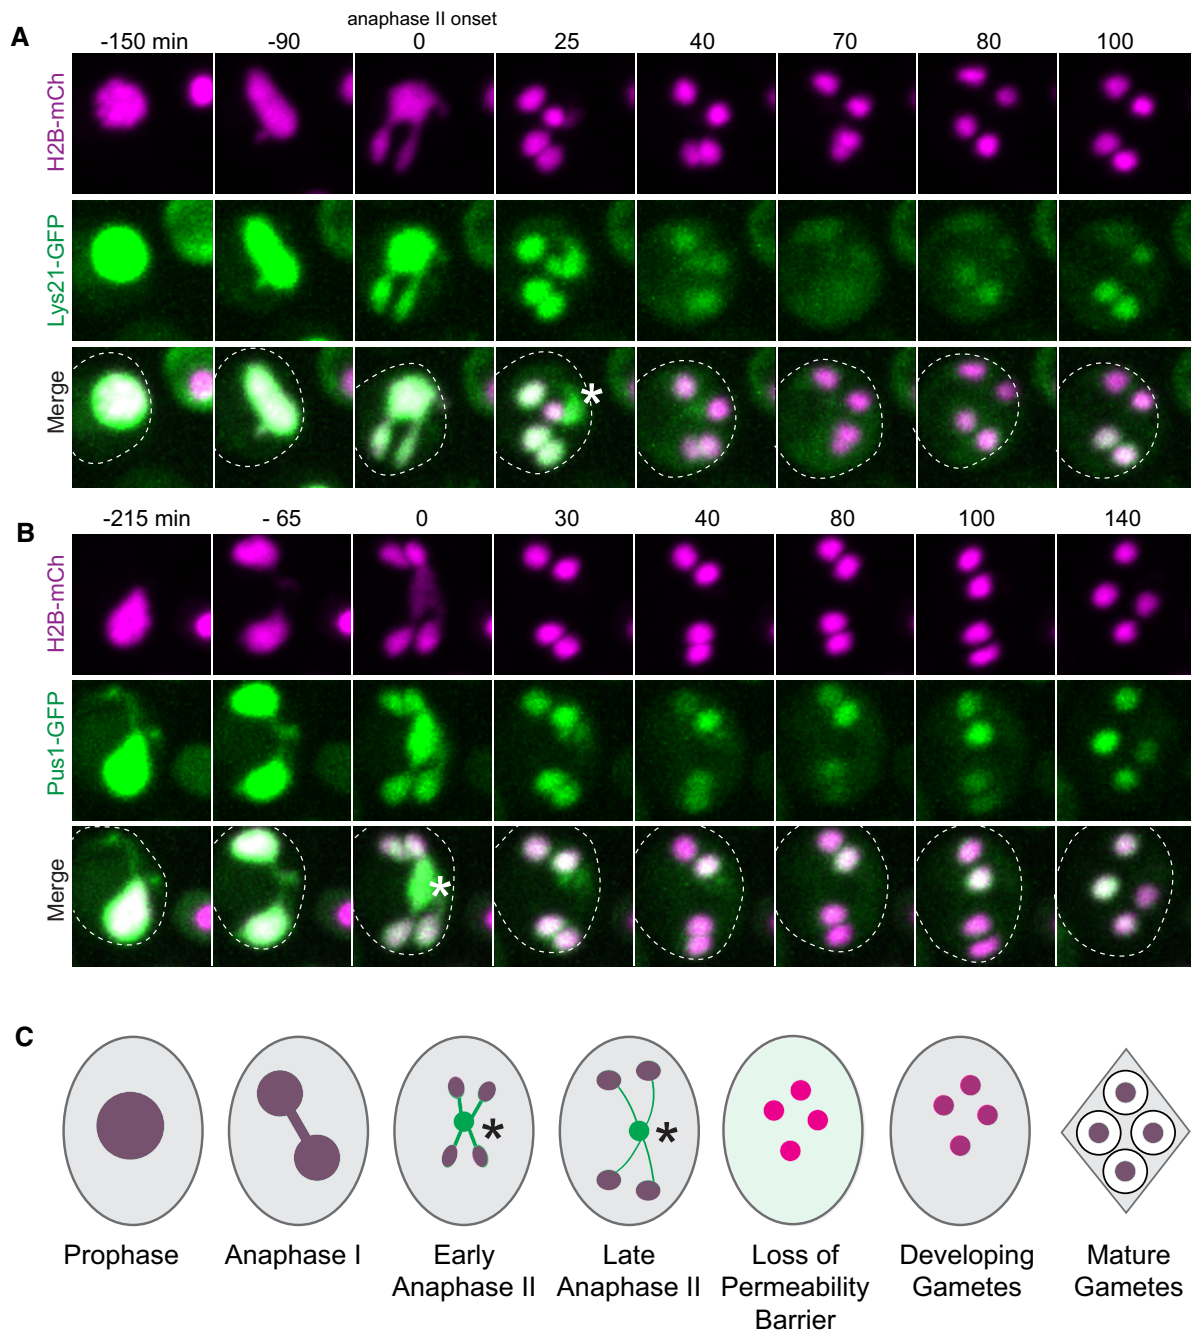 anaphase II onset
A
-150 min -90 0 25 40 70 80 100
H2B-mCh
Lys21-GFP
Merge
*
B
-215 min - 65 0 30 40 80 100 140
H2B-mCh
Pus1-GFP
Merge
*
C
* *
Prophase Anaphase I Early Late Loss of Developing Mature
Anaphase II Anaphase II Permeability Gametes Gametes
Barrier